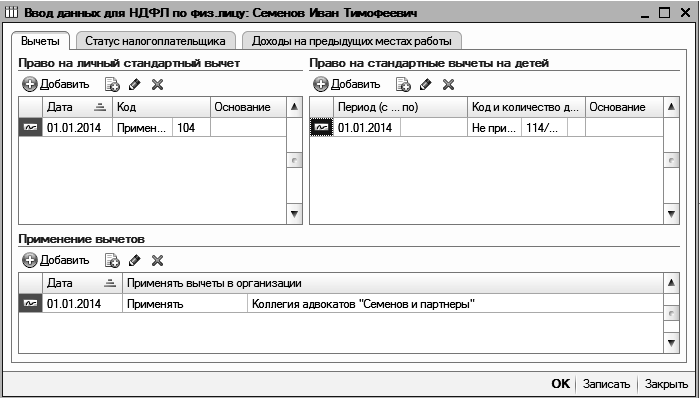 Ввод данных для НДФЛ по физ.лицу: Семенов Иван Тимофеевич
Вычеты Статус налогоплательщика Доходы на предыдущих местах работы
Право на личный стандартный вычет
Добавить
Дата Код Основание
01.01.2014 Примен... 104
Право на стандартные вычеты на детей
Добавить
Период (с ... по) Код и количество д... Основание
01.01.2014 Не при... 114/...
Применение вычетов
Добавить
Дата Применять вычеты в организации
01.01.2014 Применять Коллегия адвокатов "Семенов и партнеры"
OK Записать Закрыть